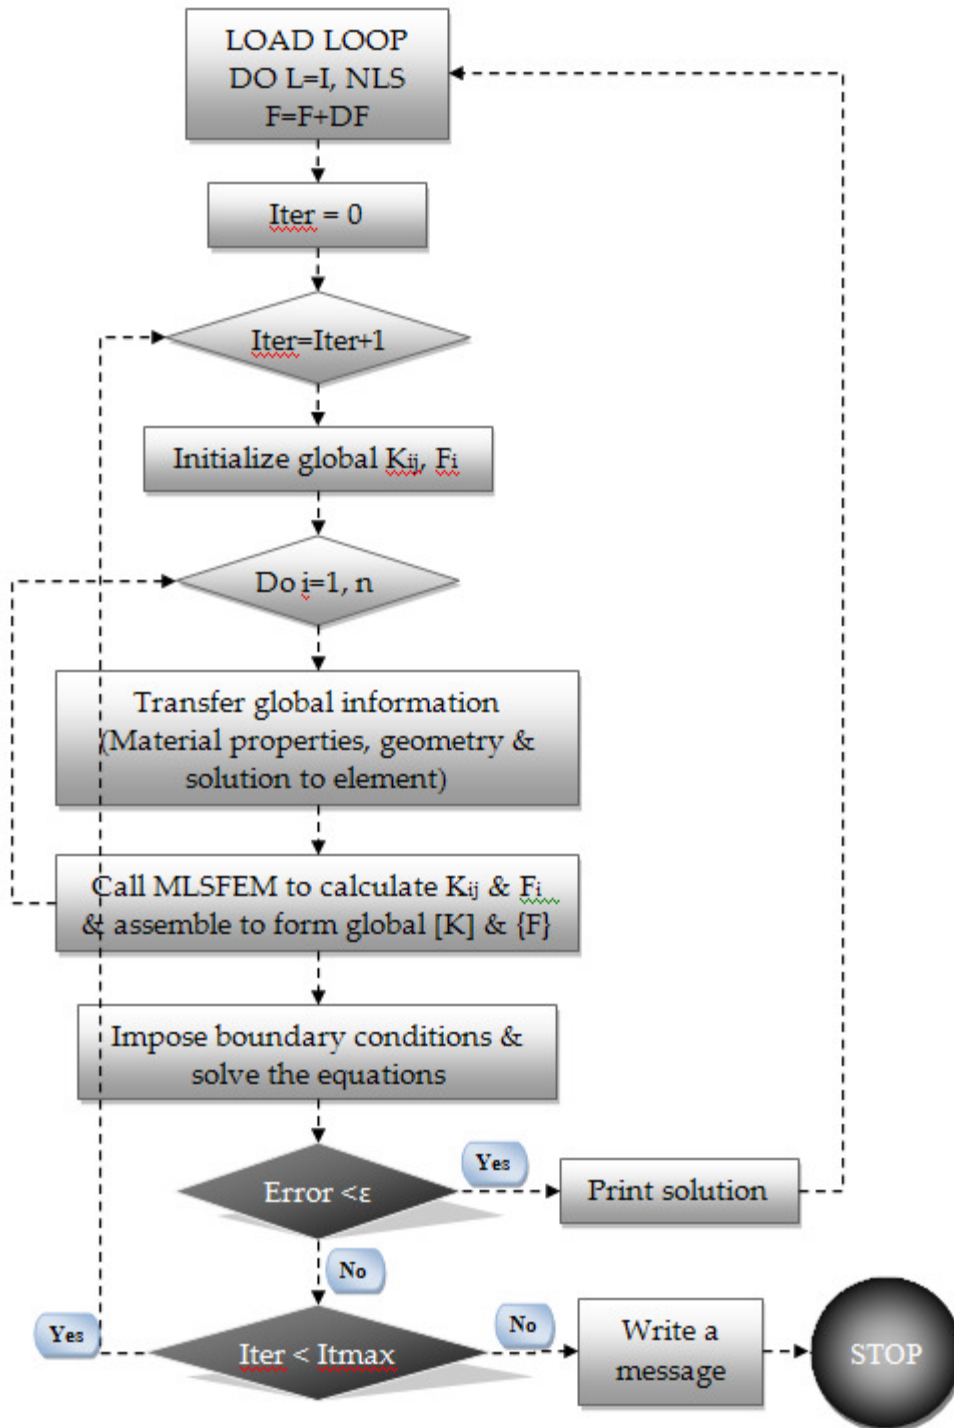 LOAD LOOP
DO L=I, NLS
F=F+DF
Iter = 0
Iter=Iter+1
Initialize global Kij, Fi
Do i=1, n
Transfer global information
(Material properties, geometry &
solution to element)
Call MLSFEM to calculate Kij & Fi
& assemble to form global [K] & {F}
Impose boundary conditions &
solve the equations
Error <ε
Yes
Print solution
No
Yes
Iter < Itmax
No
Write a
message
STOP